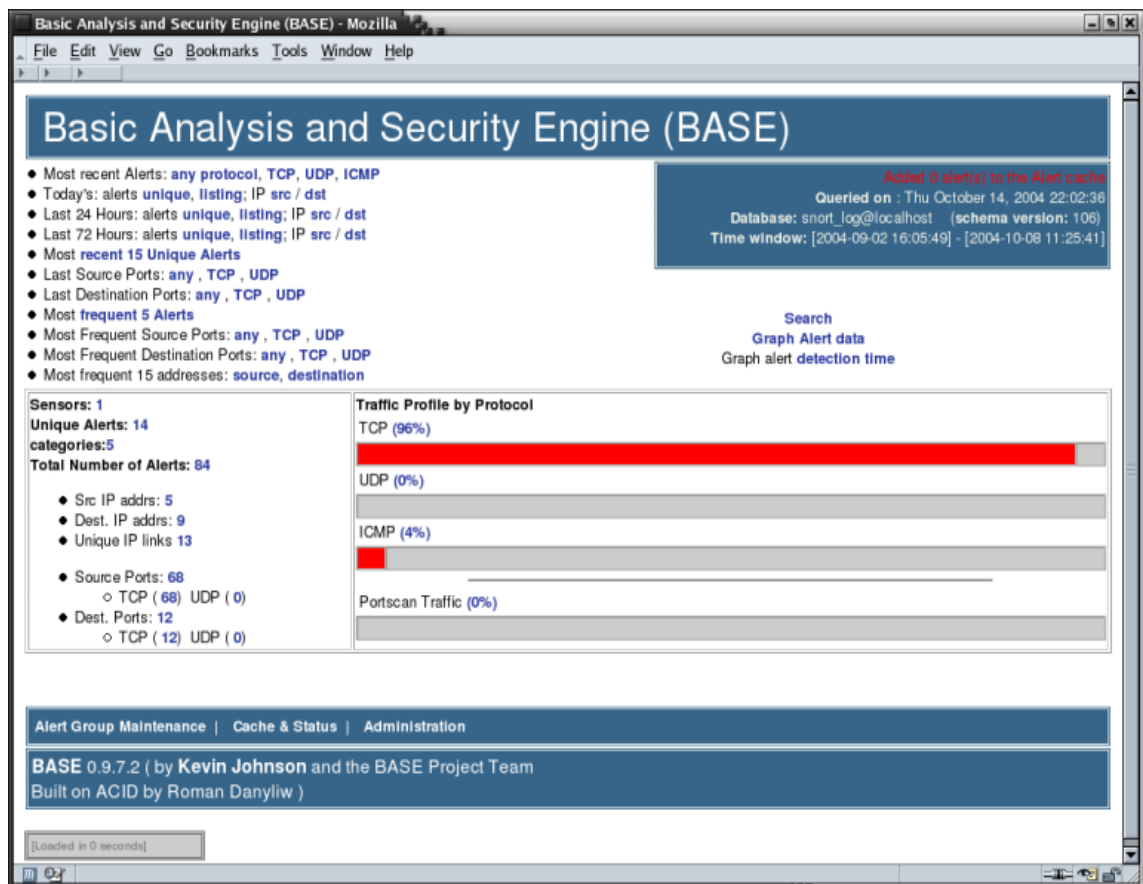 Basic Analysis and Security Engine (BASE) - Mozilla
File Edit View Go Bookmarks Tools Window Help
Basic Analysis and Security Engine (BASE)
Most recent Alerts: any protocol, TCP, UDP, ICMP
Today's: alerts unique, listing; IP src / dst
Last 24 Hours: alerts unique, listing; IP src / dst
Last 72 Hours: alerts unique, listing; IP src / dst
Most recent 15 Unique Alerts
Last Source Ports: any , TCP , UDP
Last Destination Ports: any , TCP , UDP
Most frequent 5 Alerts
Most Frequent Source Ports: any , TCP , UDP
Most Frequent Destination Ports: any , TCP , UDP
Most frequent 15 addresses: source, destination
Added 0 alert(s) to the Alert cache
Queried on : Thu October 14, 2004 22:02:36
Database: snort_log@localhost (schema version: 106)
Time window: [2004-09-02 16:05:49] - [2004-10-08 11:25:41]
Search
Graph Alert data
Graph alert detection time
Sensors: 1
Unique Alerts: 14
categories:5
Total Number of Alerts: 84
Src IP addrs: 5
Dest. IP addrs: 9
Unique IP links 13
Source Ports: 68
TCP ( 68) UDP ( 0)
Dest. Ports: 12
TCP ( 12) UDP ( 0)
Traffic Profile by Protocol
TCP (96%)
UDP (0%)
ICMP (4%)
Portscan Traffic (0%)
Alert Group Maintenance | Cache & Status | Administration
BASE 0.9.7.2 ( by Kevin Johnson and the BASE Project Team
Built on ACID by Roman Danyliw )
[Loaded in 0 seconds]